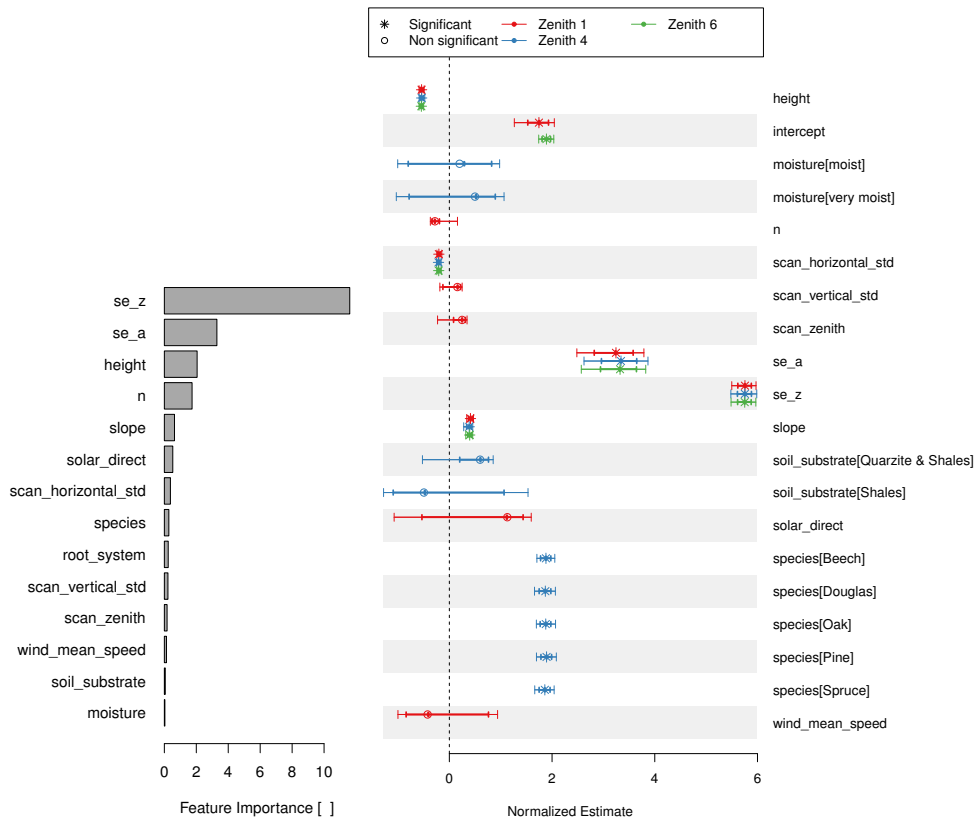 Significant
Zenith 1
Zenith 6
Non significant
Zenith 4
height
intercept
moisture[moist]
moisture[very moist]
n
scan_horizontal_std
scan_vertical_std
scan_zenith
se_a
se_z
slope
soil_substrate[Quarzite & Shales]
soil_substrate[Shales]
solar_direct
species[Beech]
species[Douglas]
species[Oak]
species[Pine]
species[Spruce]
wind_mean_speed
0 2 4 6
Normalized Estimate
se_z
se_a
height
n
slope
solar_direct
scan_horizontal_std
species
root_system
scan_vertical_std
scan_zenith
wind_mean_speed
soil_substrate
moisture
0 2 4 6 8 10
Feature Importance [ ]